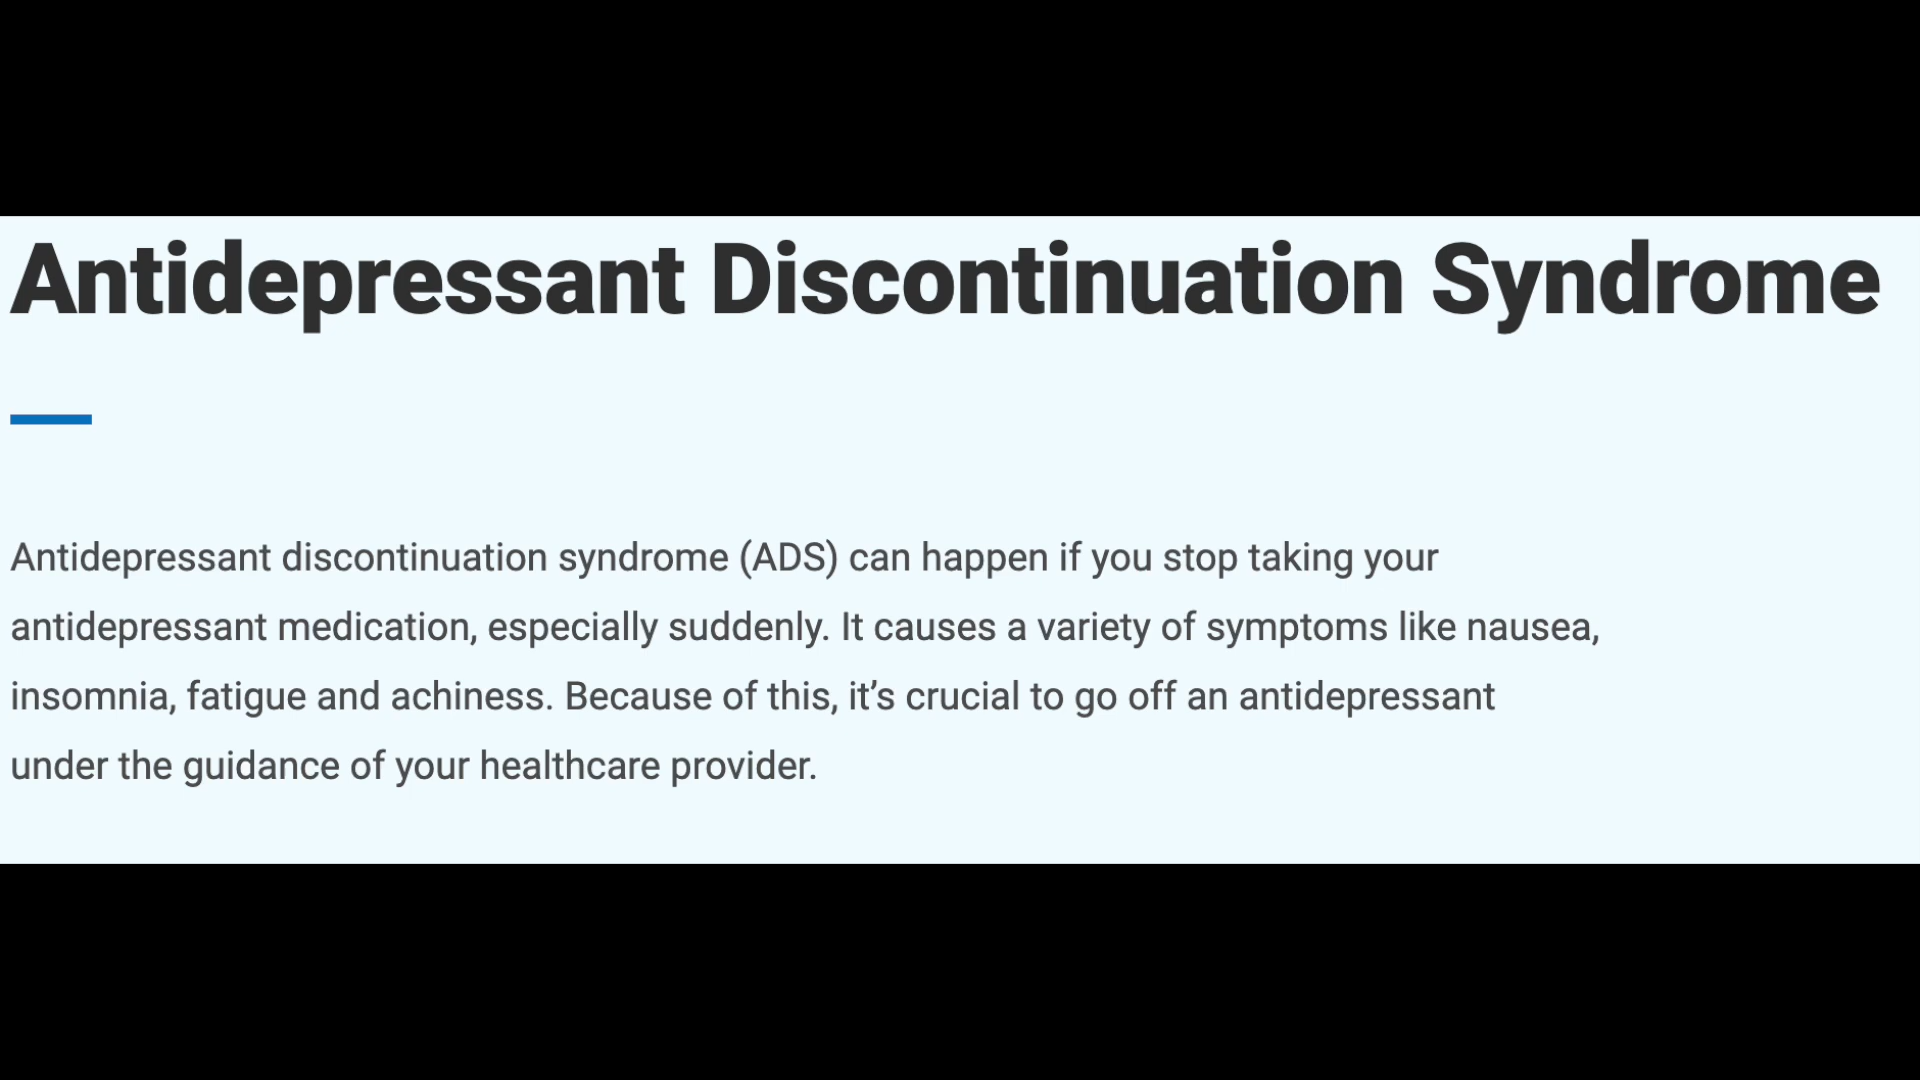 Antidepressant Discontinuation Syndrome
Antidepressant discontinuation syndrome (ADS) can happen if you stop taking your
antidepressant medication, especially suddenly. It causes a variety of symptoms like nausea,
insomnia, fatigue and achiness. Because of this, it’s crucial to go off an antidepressant
under the guidance of your healthcare provider.